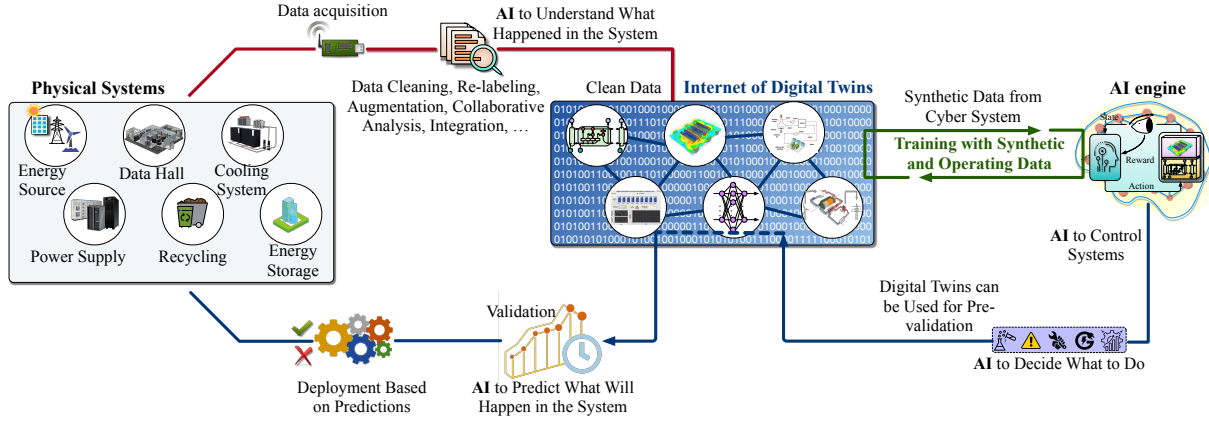 Data acquisition
AI to Understand What
Happened in the System
Data Cleaning, Re-labeling,
Augmentation, Collaborative
Analysis, Integration, …
Physical Systems
Energy
Source
Data Hall
Cooling
System
Power Supply
Recycling
Energy
Storage
Clean Data
Internet of Digital Twins
Synthetic Data from
Cyber System
Training with Synthetic
and Operating Data
AI engine
State
Reward
Action
AI to Control
Systems
Digital Twins can
be Used for Pre-
validation
AI to Decide What to Do
Validation
AI to Predict What Will
Happen in the System
Deployment Based
on Predictions